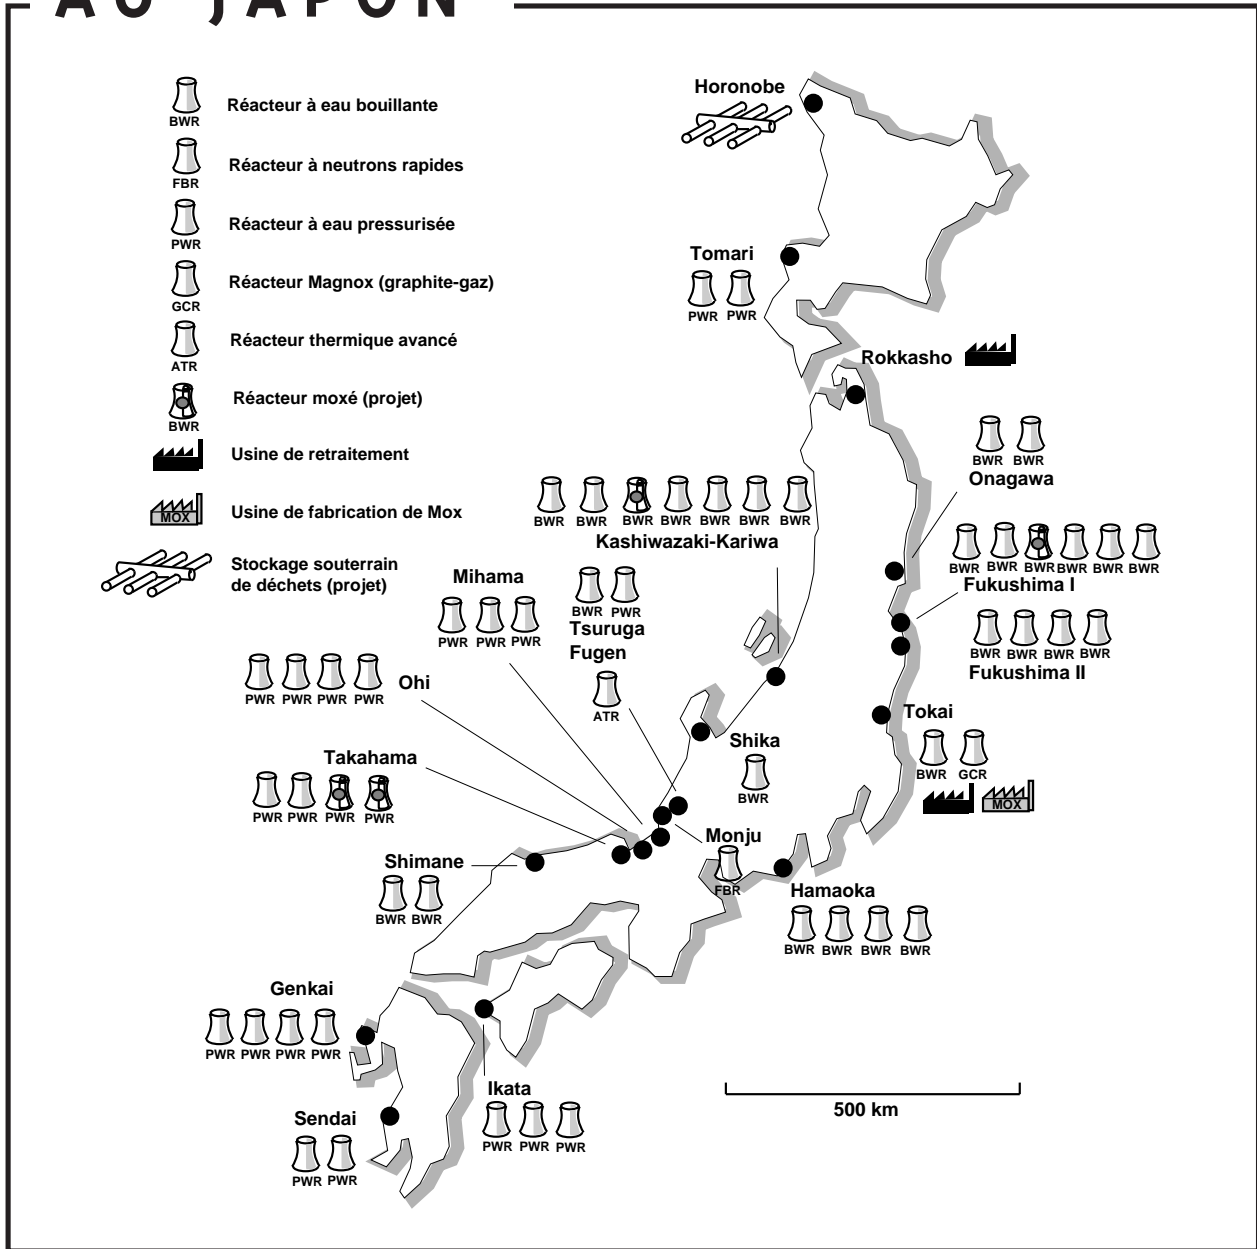 AU JAPON
BWR
Réacteur à eau bouillante
FBR
Réacteur à neutrons rapides
PWR
Réacteur à eau pressurisée
GCR
Réacteur Magnox (graphite-gaz)
ATR
Réacteur thermique avancé
BWR
Réacteur moxé (projet)
Usine de retraitement
MOX
Usine de fabrication de Mox
Stockage souterrain
de déchets (projet)
Horonobe
Tomari
PWR PWR
Rokkasho
BWR BWR
Onagawa
BWR BWR BWR BWR BWR BWR BWR
Kashiwazaki-Kariwa
BWR BWR BWR BWR BWR BWR
Fukushima I
BWR BWR BWR BWR
Fukushima II
Mihama
PWR PWR PWR
BWR PWR
Tsuruga
Fugen
ATR
PWR PWR PWR PWR
Ohi
Tokai
BWR GCR
MOX
Shika
BWR
Takahama
PWR PWR PWR PWR
Monju
FBR
Shimane
BWR BWR
Hamaoka
BWR BWR BWR BWR
Genkai
PWR PWR PWR PWR
Ikata
PWR PWR PWR
Sendai
PWR PWR
500 km